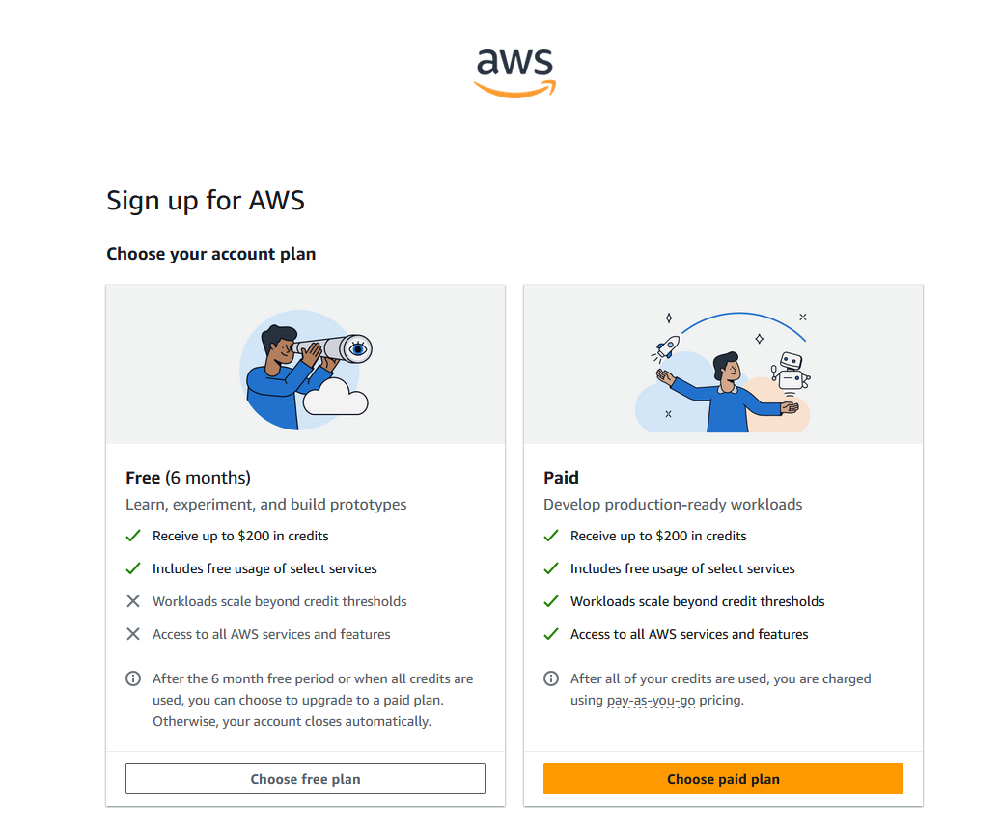 aws
Sign up for AWS
Choose your account plan
Free (6 months)
Learn, experiment, and build prototypes
Receive up to $200 in credits
Includes free usage of select services
Workloads scale beyond credit thresholds
Access to all AWS services and features
After the 6 month free period or when all credits are
used, you can choose to upgrade to a paid plan.
Otherwise, your account closes automatically.
Choose free plan
Paid
Develop production-ready workloads
Receive up to $200 in credits
Includes free usage of select services
Workloads scale beyond credit thresholds
Access to all AWS services and features
After all of your credits are used, you are charged
using pay-as-you-go pricing.
Choose paid plan